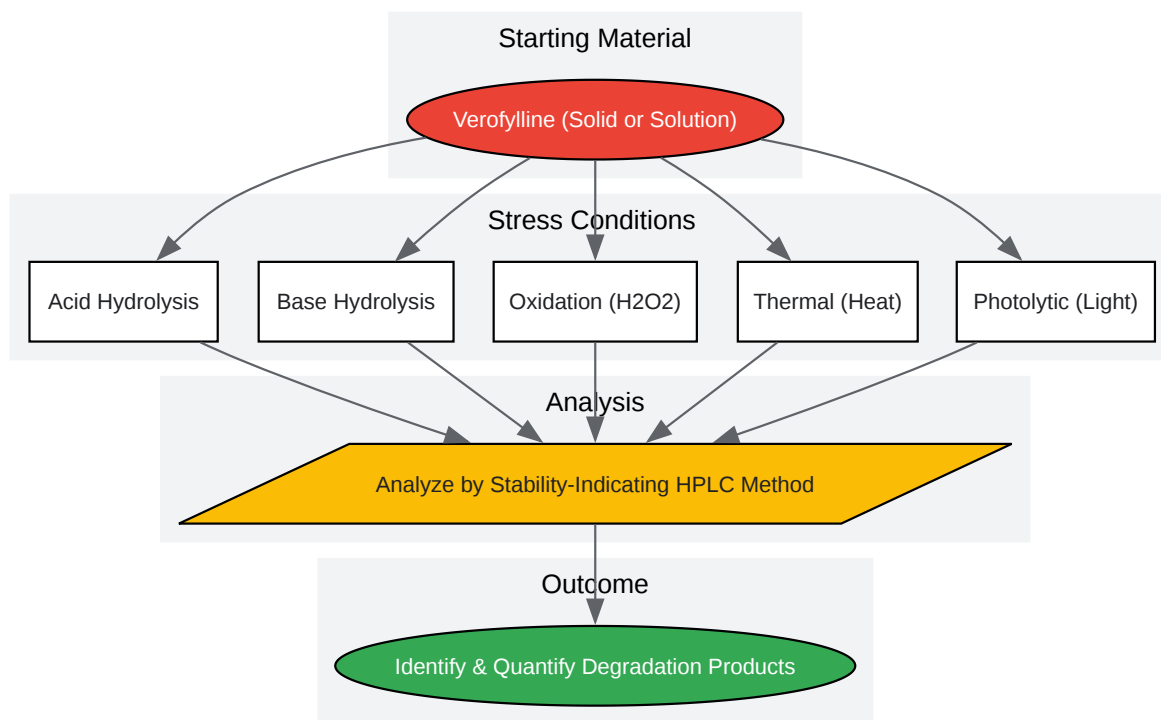 Starting Material
Verofylline (Solid or Solution)
Stress Conditions
Acid Hydrolysis
Base Hydrolysis
Oxidation (H2O2)
Thermal (Heat)
Photolytic (Light)
Analysis
Analyze by Stability-Indicating HPLC Method
Outcome
Identify & Quantify Degradation Products